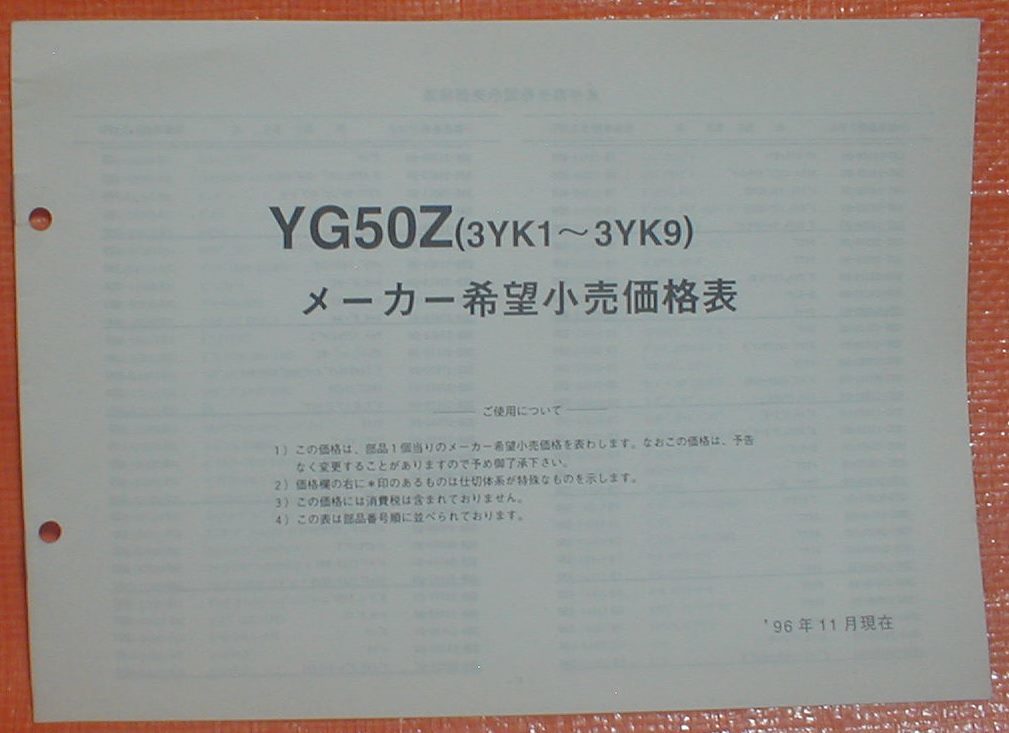 YG50Z(3YK1〜3YK9)
メーカー希望小売価格表
ご使用について
1）この価格は、部品1個当りのメーカー希望小売価格を表わします。なおこの価格は、予告
なく変更することがありますので予め御了承下さい。
2）価格欄の右に＊印のあるものは仕切体系が特殊なものを示します。
3）この価格には消費税は含まれておりません。
4）この表は部品番号順に並べられております。
'96年11月現在